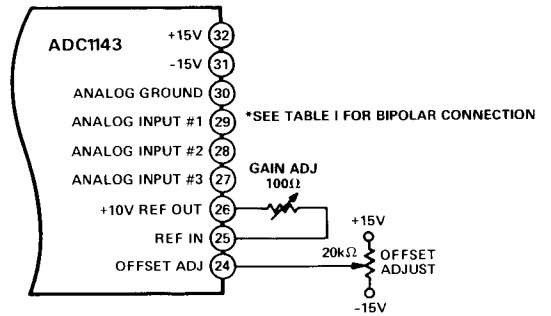 ADC1143
+15V 32
-15V 31
ANALOG GROUND 30
ANALOG INPUT #1 29 *SEE TABLE I FOR BIPOLAR CONNECTION
ANALOG INPUT #2 28
ANALOG INPUT #3 27
GAIN ADJ
100Ω
+10V REF OUT 26
REF IN 25
OFFSET ADJ 24
+15V
20kΩ OFFSET
ADJUST
-15V